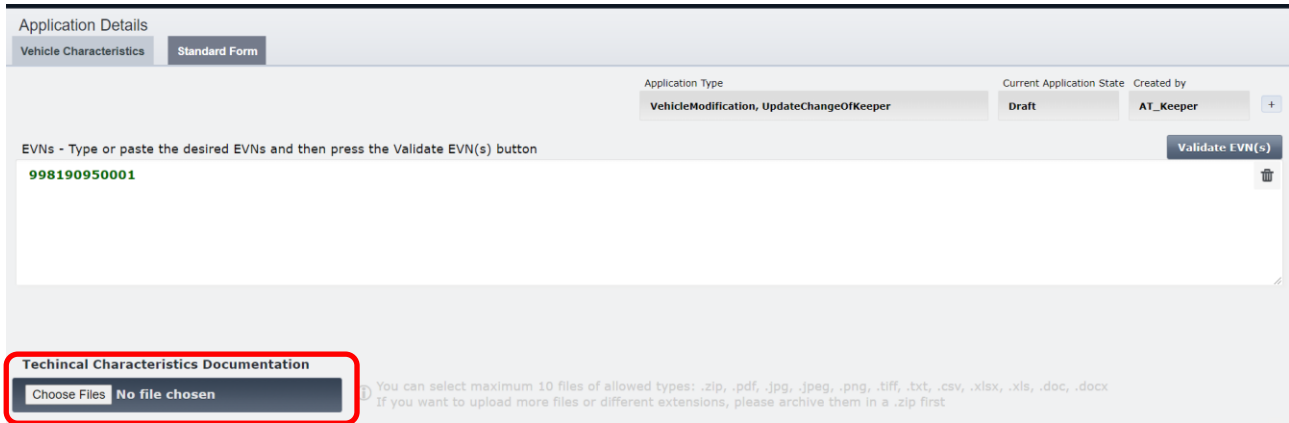 Application Details
Vehicle Characteristics Standard Form
Application Type Current Application State Created by
VehicleModification, UpdateChangeOfKeeper Draft AT_Keeper +
EVNs - Type or paste the desired EVNs and then press the Validate EVN(s) button Validate EVN(s)
998190950001
Techincal Characteristics Documentation
Choose Files No file chosen
You can select maximum 10 files of allowed types: .zip, .pdf, .jpg, .jpeg, .png, .tiff, .txt, .csv, .xlsx, .xls, .doc, .docx
If you want to upload more files or different extensions, please archive them in a .zip first